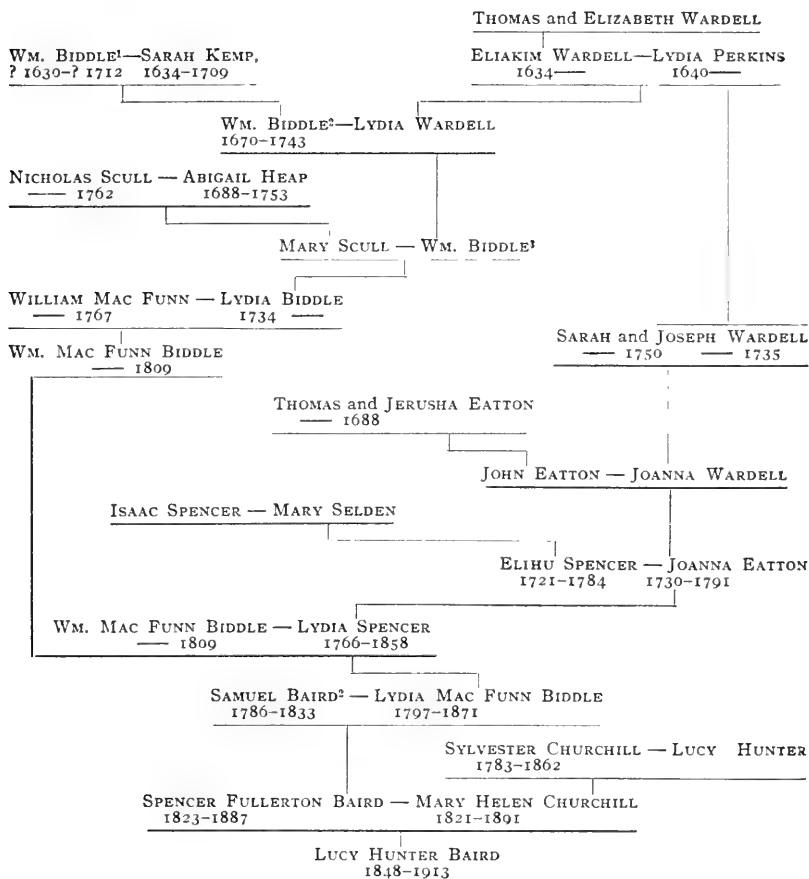 THOMAS and ELIZABETH WARDELL
WM. BIDDLE¹—SARAH KEMP, ELIAKIM WARDELL—LYDIA PERKINS
? 1630–? 1712 1634–1709 1634— 1640—
WM. BIDDLE²—LYDIA WARDELL
1670–1743
NICHOLAS SCULL — ABIGAIL HEAP
— 1762 1688–1753
MARY SCULL — WM. BIDDLE³
WILLIAM MAC FUNN — LYDIA BIDDLE
— 1767 1734 —
SARAH and JOSEPH WARDELL
— 1750 — 1735
WM. MAC FUNN BIDDLE
— 1809
THOMAS and JERUSHA EATTON
— 1688
JOHN EATTON — JOANNA WARDELL
ISAAC SPENCER — MARY SELDEN
ELIHU SPENCER — JOANNA EATTON
1721–1784 1730–1791
WM. MAC FUNN BIDDLE — LYDIA SPENCER
— 1809 1766–1858
SAMUEL BAIRD² — LYDIA MAC FUNN BIDDLE
1786–1833 1797–1871
SYLVESTER CHURCHILL — LUCY HUNTER
1783–1862
SPENCER FULLERTON BAIRD — MARY HELEN CHURCHILL
1823–1887 1821–1891
LUCY HUNTER BAIRD
1848–1913